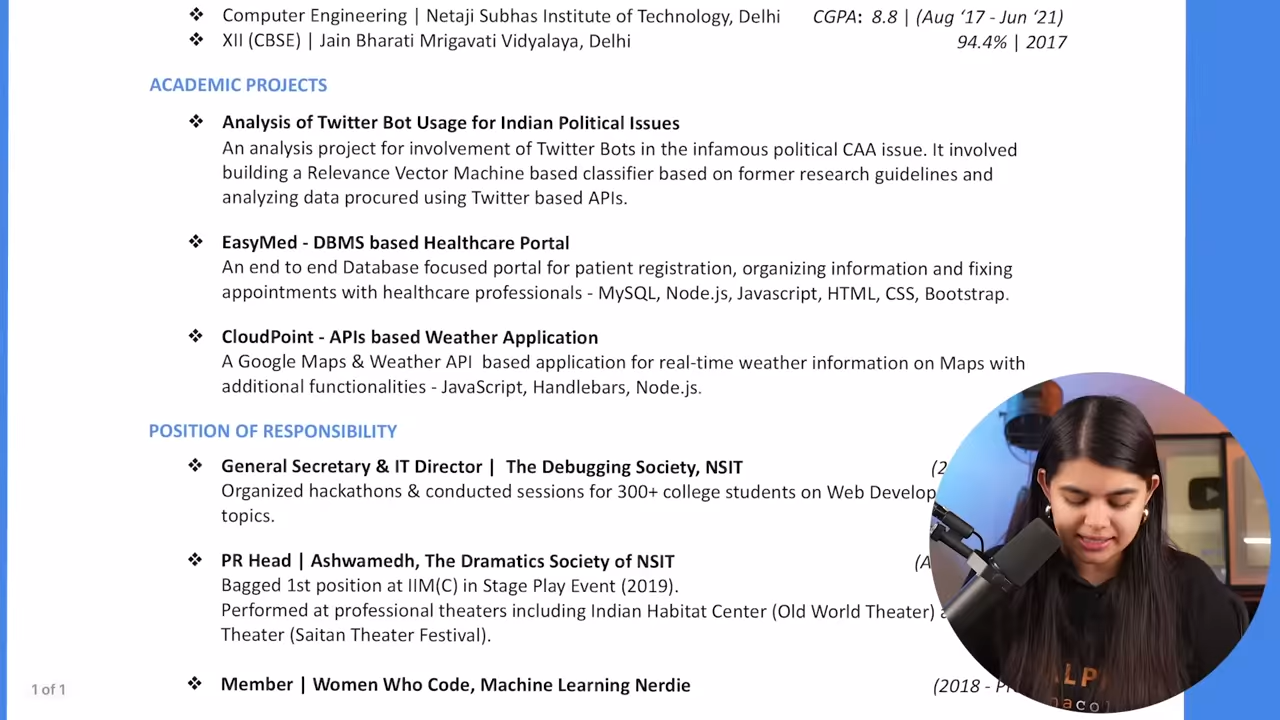 ❖ Computer Engineering | Netaji Subhas Institute of Technology, Delhi CGPA: 8.8 | (Aug ‘17 - Jun ‘21)
❖ XII (CBSE) | Jain Bharati Mrigavati Vidyalaya, Delhi 94.4% | 2017
ACADEMIC PROJECTS
❖ Analysis of Twitter Bot Usage for Indian Political Issues
An analysis project for involvement of Twitter Bots in the infamous political CAA issue. It involved
building a Relevance Vector Machine based classifier based on former research guidelines and
analyzing data procured using Twitter based APIs.
❖ EasyMed - DBMS based Healthcare Portal
An end to end Database focused portal for patient registration, organizing information and fixing
appointments with healthcare professionals - MySQL, Node.js, Javascript, HTML, CSS, Bootstrap.
❖ CloudPoint - APIs based Weather Application
A Google Maps & Weather API based application for real-time weather information on Maps with
additional functionalities - JavaScript, Handlebars, Node.js.
POSITION OF RESPONSIBILITY
❖ General Secretary & IT Director | The Debugging Society, NSIT (2
Organized hackathons & conducted sessions for 300+ college students on Web Develop
topics.
❖ PR Head | Ashwamedh, The Dramatics Society of NSIT (A
Bagged 1st position at IIM(C) in Stage Play Event (2019).
Performed at professional theaters including Indian Habitat Center (Old World Theater)
Theater (Saitan Theater Festival).
❖ Member | Women Who Code, Machine Learning Nerdie (2018 -
1 of 1